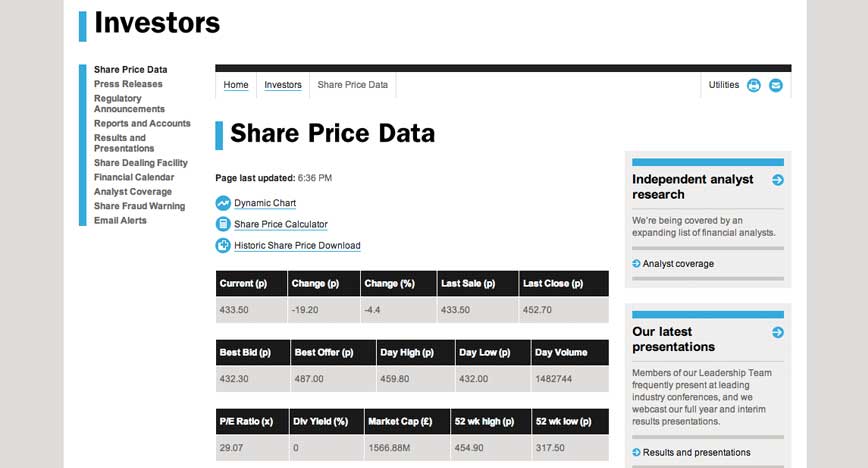 Investors
Share Price Data
Press Releases
Regulatory
Announcements
Reports and Accounts
Results and
Presentations
Share Dealing Facility
Financial Calendar
Analyst Coverage
Share Fraud Warning
Email Alerts
Home Investors Share Price Data Utilities
Share Price Data
Page last updated: 6:36 PM
Dynamic Chart
Share Price Calculator
Historic Share Price Download
Current (p) Change (p) Change (%) Last Sale (p) Last Close (p)
433.50 -19.20 -4.4 433.50 452.70
Best Bid (p) Best Offer (p) Day High (p) Day Low (p) Day Volume
432.30 487.00 459.80 432.00 1482744
P/E Ratio (x) Div Yield (%) Market Cap (£) 52 wk high (p) 52 wk low (p)
29.07 0 1566.88M 454.90 317.50
Independent analyst
research
We're being covered by an
expanding list of financial analysts.
Analyst coverage
Our latest
presentations
Members of our Leadership Team
frequently present at leading
industry conferences, and we
webcast our full year and interim
results presentations.
Results and presentations